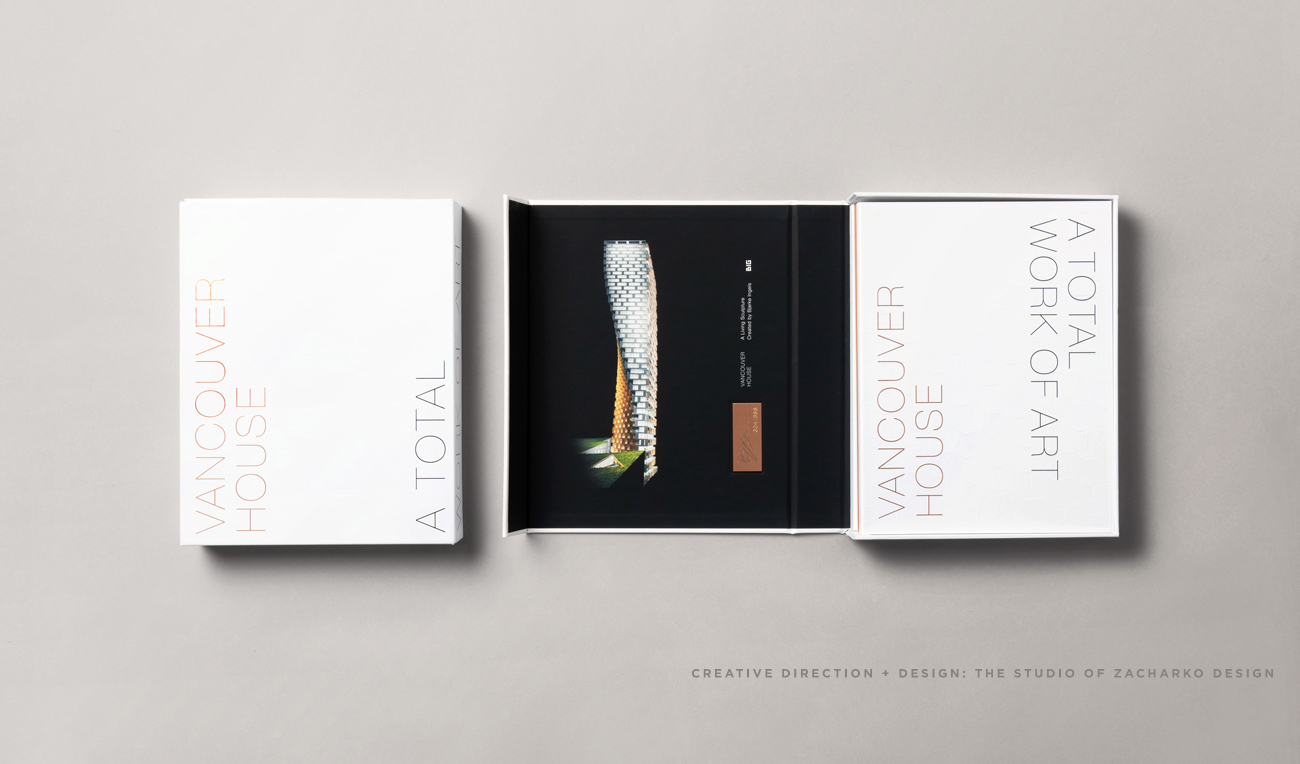 VANCOUVER
HOUSE
A TOTAL
BIG
A Living Sculpture
Created by Bjarke Ingels
VANCOUVER
HOUSE
VANCOUVER
HOUSE
A TOTAL
WORK OF ART
CREATIVE DIRECTION + DESIGN: THE STUDIO OF ZACHARKO DESIGN